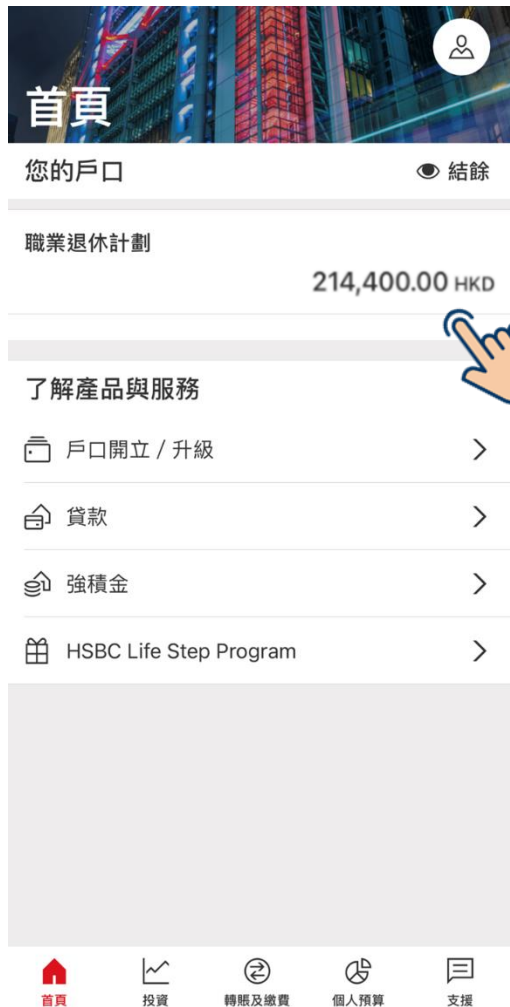 首頁
您的戶口
結餘
職業退休計劃
214,400.00 HKD
了解產品與服務
戶口開立 / 升級
貸款
強積金
HSBC Life Step Program
首頁
投資
轉賬及繳費
個人預算
支援